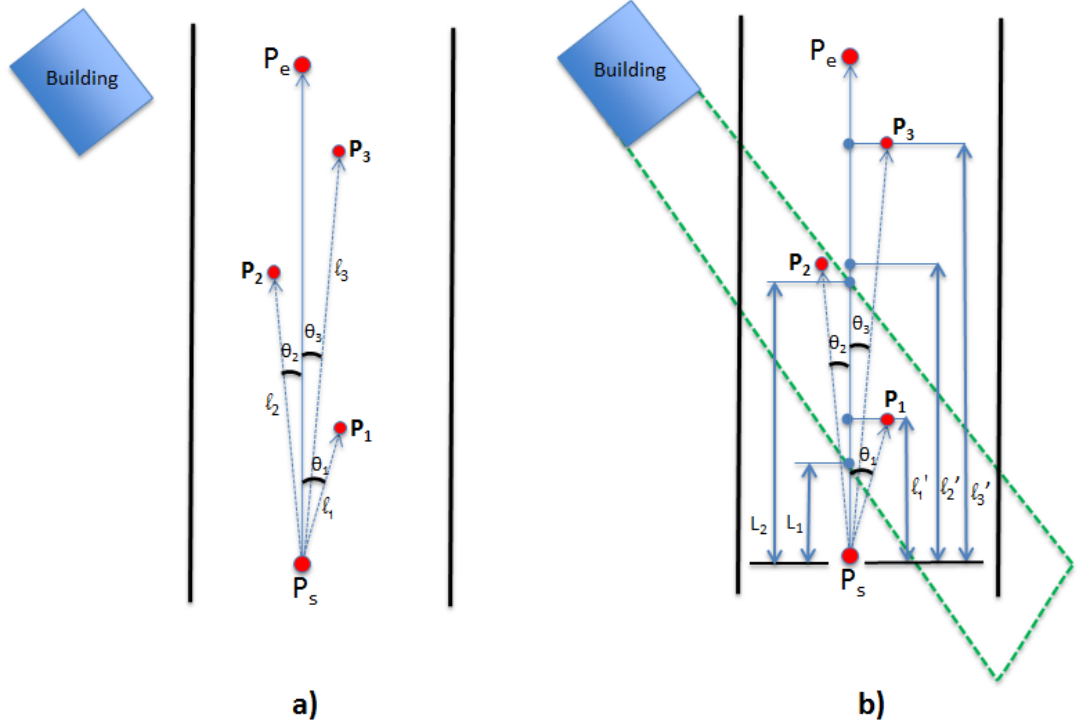 Building
Pe
P3
P2
ℓ3
θ3
θ2
ℓ2
P1
θ1
ℓ1
Ps
a)
Building
Pe
P3
P2
θ3
θ2
P1
θ1
L2
L1
ℓ1'
ℓ2'
ℓ3'
Ps
b)